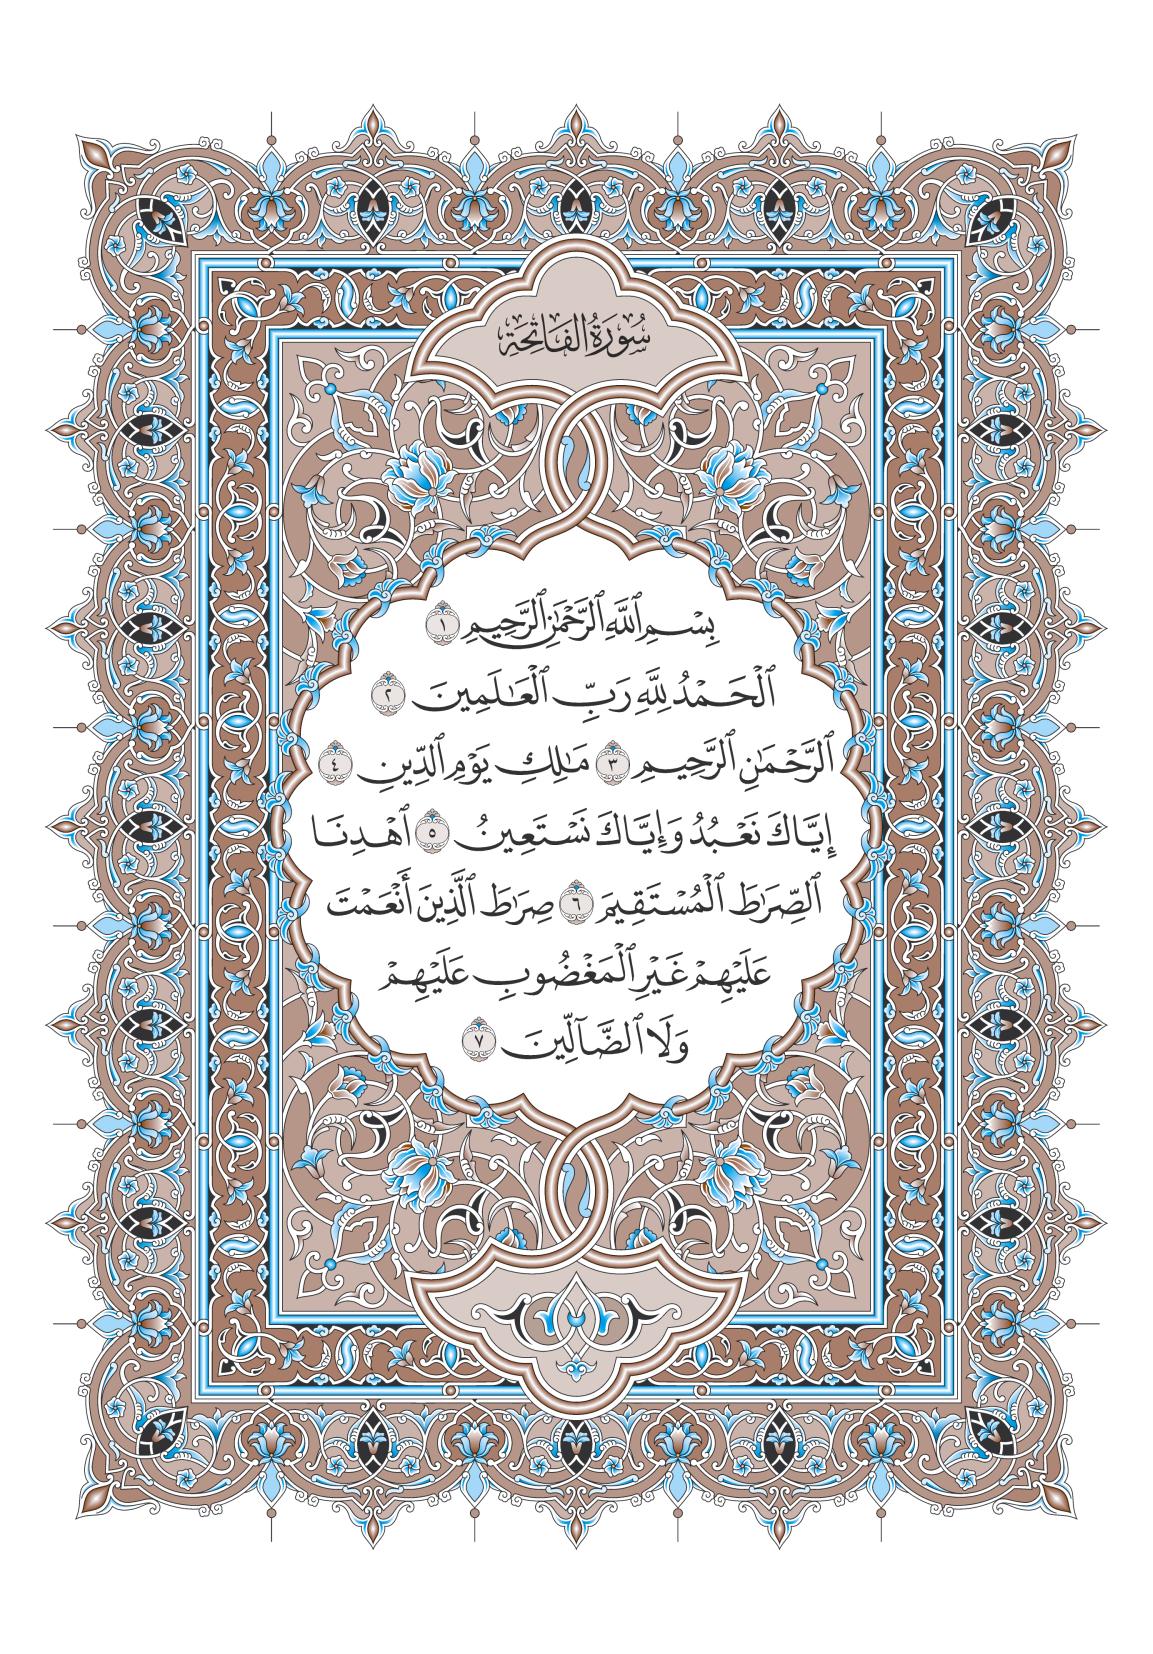 سُورَةُ الفَاتِحَةِ
بِسۡمِ ٱللَّهِ ٱلرَّحۡمَٰنِ ٱلرَّحِيمِ ١
ٱلۡحَمۡدُ لِلَّهِ رَبِّ ٱلۡعَٰلَمِينَ ٢
ٱلرَّحۡمَٰنِ ٱلرَّحِيمِ ٣ مَٰلِكِ يَوۡمِ ٱلدِّينِ ٤
إِيَّاكَ نَعۡبُدُ وَإِيَّاكَ نَسۡتَعِينُ ٥ ٱهۡدِنَا
ٱلصِّرَٰطَ ٱلۡمُسۡتَقِيمَ ٦ صِرَٰطَ ٱلَّذِينَ أَنۡعَمۡتَ
عَلَيۡهِمۡ غَيۡرِ ٱلۡمَغۡضُوبِ عَلَيۡهِمۡ
وَلَا ٱلضَّآلِّينَ ٧